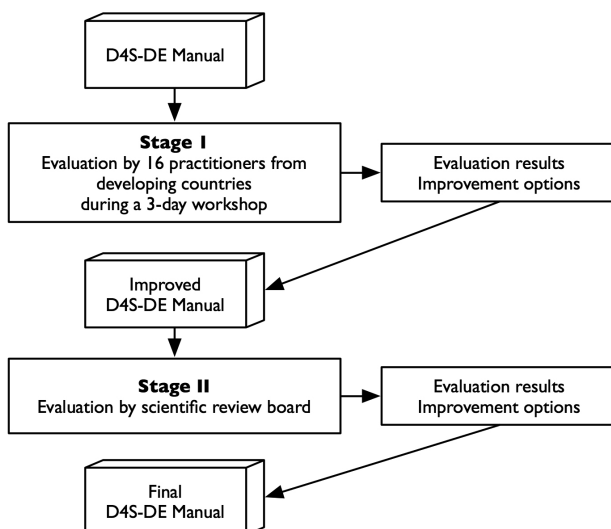 D4S-DE Manual
Stage I
Evaluation by 16 practitioners from
developing countries
during a 3-day workshop
Evaluation results
Improvement options
Improved
D4S-DE Manual
Stage II
Evaluation by scientific review board
Evaluation results
Improvement options
Final
D4S-DE Manual